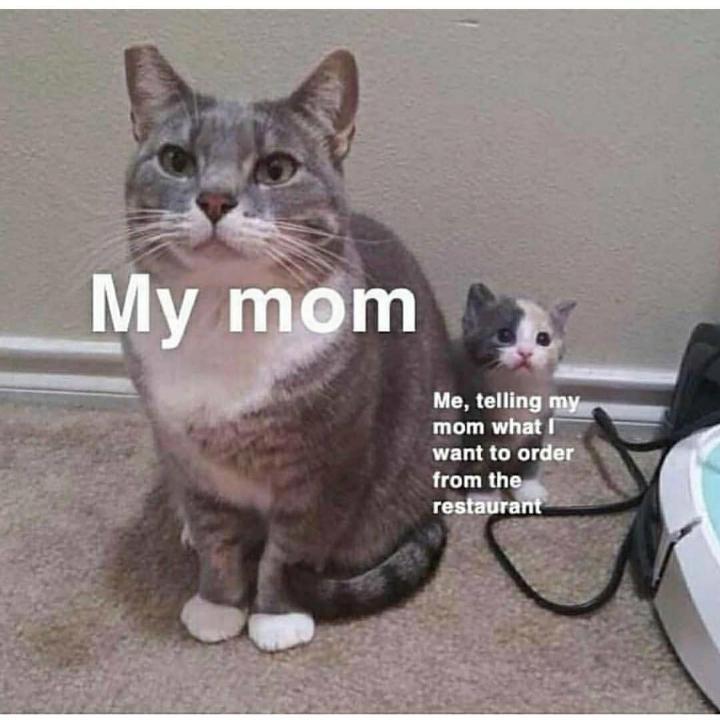 My mom
Me, telling my
mom what I
want to order
from the
restaurant